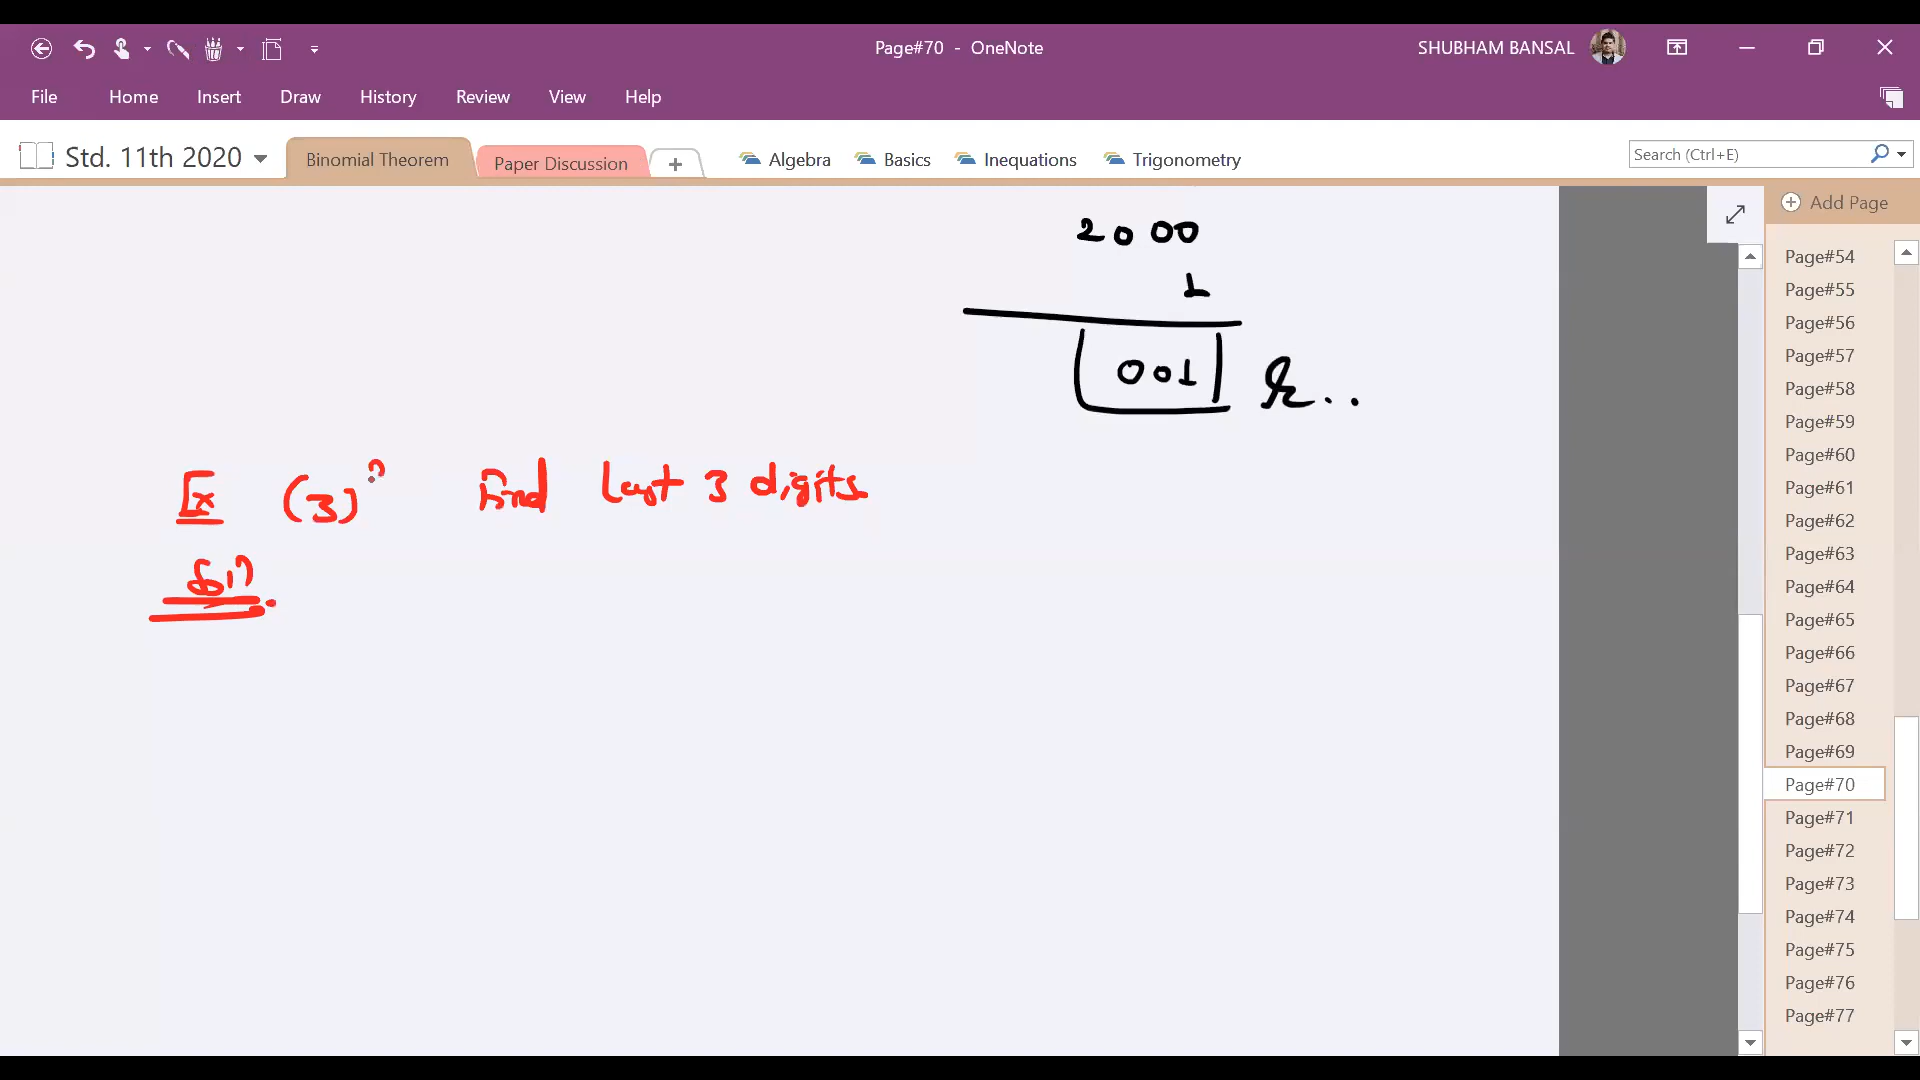 Page#70 - OneNote
SHUBHAM BANSAL
File Home Insert Draw History Review View Help
Std. 11th 2020
Binomial Theorem
Paper Discussion
Algebra Basics Inequations Trigonometry
Search (Ctrl+E)
Add Page
2000
1
001
Ex (3) Find Last 3 digits
Sol?
Page#54
Page#55
Page#56
Page#57
Page#58
Page#59
Page#60
Page#61
Page#62
Page#63
Page#64
Page#65
Page#66
Page#67
Page#68
Page#69
Page#70
Page#71
Page#72
Page#73
Page#74
Page#75
Page#76
Page#77